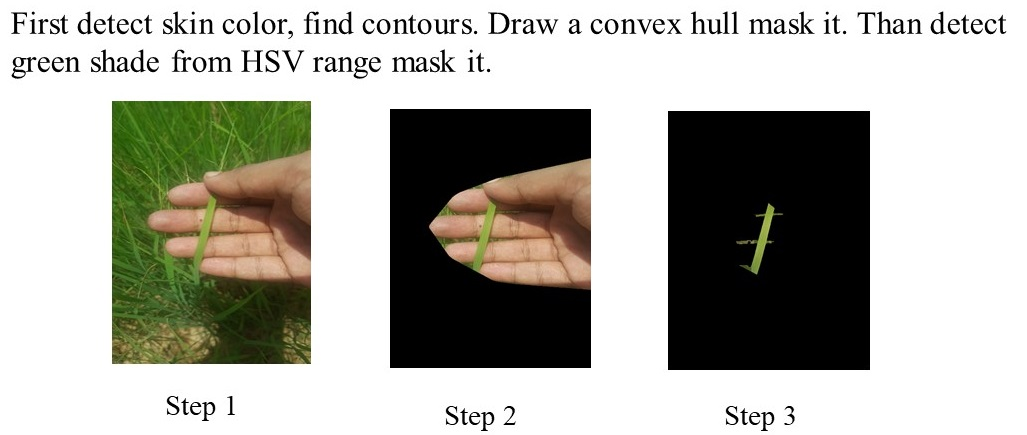 First detect skin color, find contours. Draw a convex hull mask it. Than detect
green shade from HSV range mask it.
Step 1
Step 2
Step 3